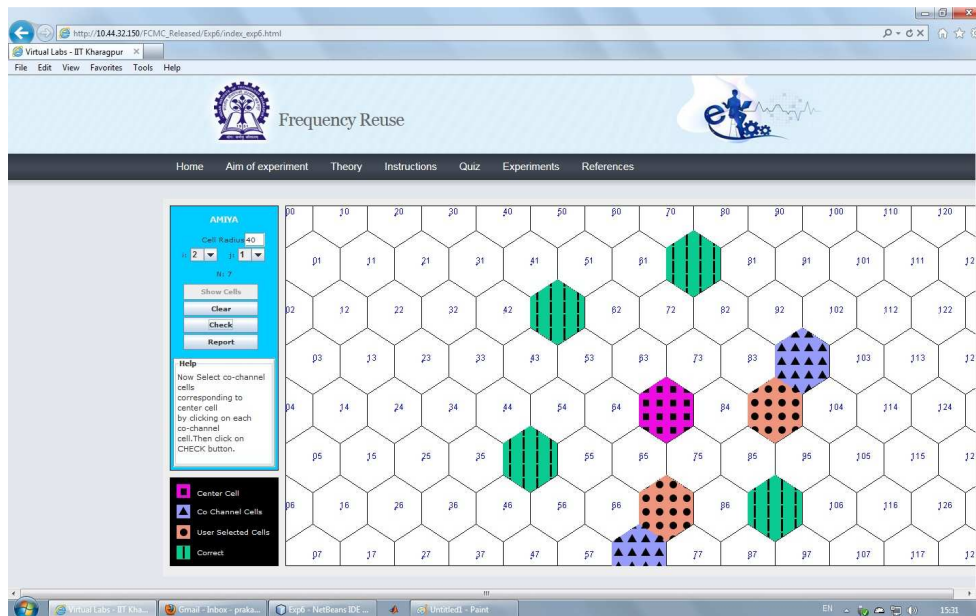 http://10.44.32.150/FCMC_Released/Exp6/index_exp6.html
Virtual Labs - IIT Kharagpur
File Edit View Favorites Tools Help
Frequency Reuse
Home Aim of experiment Theory Instructions Quiz Experiments References
AMIYA
Cell Radius 40
i: 2 j: 1
N: 7
Show Cells
Clear
Check
Report
Help
Now Select co-channel
cells
corresponding to
center cell
by clicking on each
co-channel
cell.Then click on
CHECK button.
Center Cell
Co Channel Cells
User Selected Cells
Correct
00 10 20 30 40 50 60 70 80 90 100 110 120
01 11 21 31 41 51 61 81 91 101 111 12
02 12 22 32 42 62 72 82 92 102 112 122
03 13 23 33 43 53 63 73 83 103 113 12
04 14 24 34 44 54 64 84 104 114 124
05 15 25 35 55 65 75 85 95 105 115 12
06 16 26 36 46 56 66 86 106 116 126
07 17 27 37 47 57 77 87 97 107 117 12
Virtual Labs - IIT Kha... Gmail - Inbox - praka... Exp6 - NetBeans IDE ... Untitled1 - Paint EN 15:31